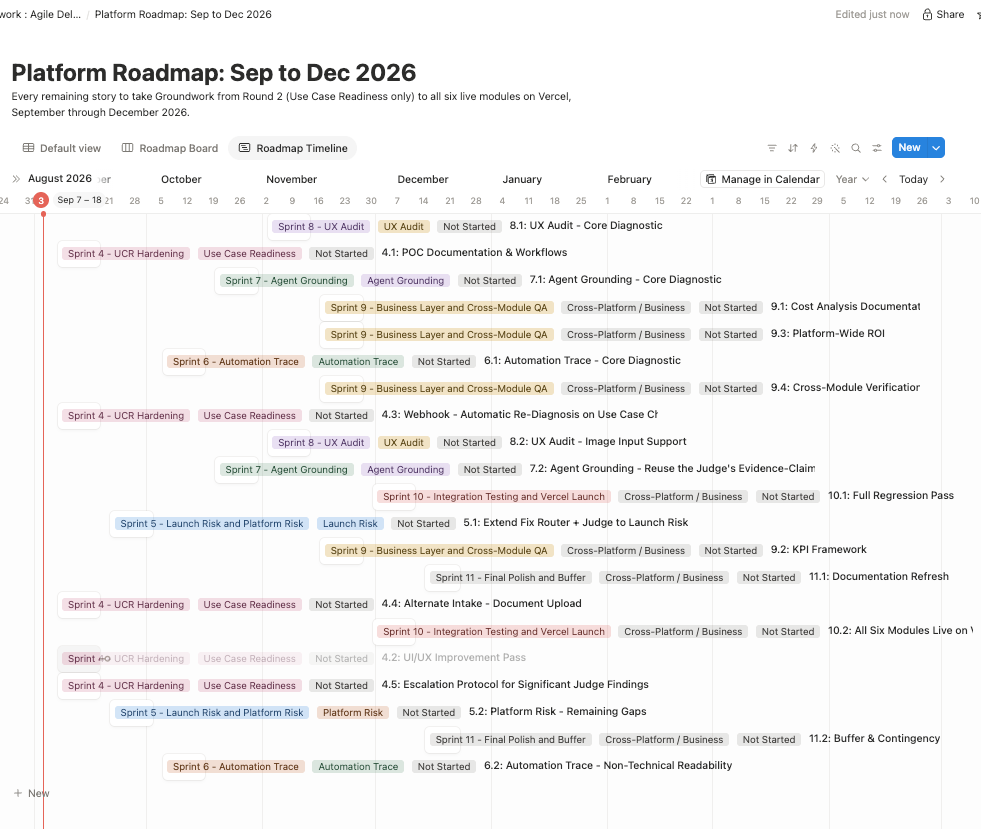 work : Agile Del... / Platform Roadmap: Sep to Dec 2026 Edited just now Share
Platform Roadmap: Sep to Dec 2026
Every remaining story to take Groundwork from Round 2 (Use Case Readiness only) to all six live modules on Vercel,
September through December 2026.
Default view Roadmap Board Roadmap Timeline New
August 2026 er October November December January February Manage in Calendar Year Today
24 31 3 Sep 7 – 18 21 28 5 12 19 26 2 9 16 23 30 7 14 21 28 4 11 18 25 1 8 15 22 1 8 15 22 29 5 12 19 26 3 10
Sprint 8 - UX Audit UX Audit Not Started 8.1: UX Audit - Core Diagnostic
Sprint 4 - UCR Hardening Use Case Readiness Not Started 4.1: POC Documentation & Workflows
Sprint 7 - Agent Grounding Agent Grounding Not Started 7.1: Agent Grounding - Core Diagnostic
Sprint 9 - Business Layer and Cross-Module QA Cross-Platform / Business Not Started 9.1: Cost Analysis Documentat
Sprint 9 - Business Layer and Cross-Module QA Cross-Platform / Business Not Started 9.3: Platform-Wide ROI
Sprint 6 - Automation Trace Automation Trace Not Started 6.1: Automation Trace - Core Diagnostic
Sprint 9 - Business Layer and Cross-Module QA Cross-Platform / Business Not Started 9.4: Cross-Module Verification
Sprint 4 - UCR Hardening Use Case Readiness Not Started 4.3: Webhook - Automatic Re-Diagnosis on Use Case Ch
Sprint 8 - UX Audit UX Audit Not Started 8.2: UX Audit - Image Input Support
Sprint 7 - Agent Grounding Agent Grounding Not Started 7.2: Agent Grounding - Reuse the Judge's Evidence-Claim
Sprint 10 - Integration Testing and Vercel Launch Cross-Platform / Business Not Started 10.1: Full Regression Pass
Sprint 5 - Launch Risk and Platform Risk Launch Risk Not Started 5.1: Extend Fix Router + Judge to Launch Risk
Sprint 9 - Business Layer and Cross-Module QA Cross-Platform / Business Not Started 9.2: KPI Framework
Sprint 11 - Final Polish and Buffer Cross-Platform / Business Not Started 11.1: Documentation Refresh
Sprint 4 - UCR Hardening Use Case Readiness Not Started 4.4: Alternate Intake - Document Upload
Sprint 10 - Integration Testing and Vercel Launch Cross-Platform / Business Not Started 10.2: All Six Modules Live on
Sprint UCR Hardening Use Case Readiness Not Started 4.2: UI/UX Improvement Pass
Sprint 4 - UCR Hardening Use Case Readiness Not Started 4.5: Escalation Protocol for Significant Judge Findings
Sprint 5 - Launch Risk and Platform Risk Platform Risk Not Started 5.2: Platform Risk - Remaining Gaps
Sprint 11 - Final Polish and Buffer Cross-Platform / Business Not Started 11.2: Buffer & Contingency
Sprint 6 - Automation Trace Automation Trace Not Started 6.2: Automation Trace - Non-Technical Readability
+ New